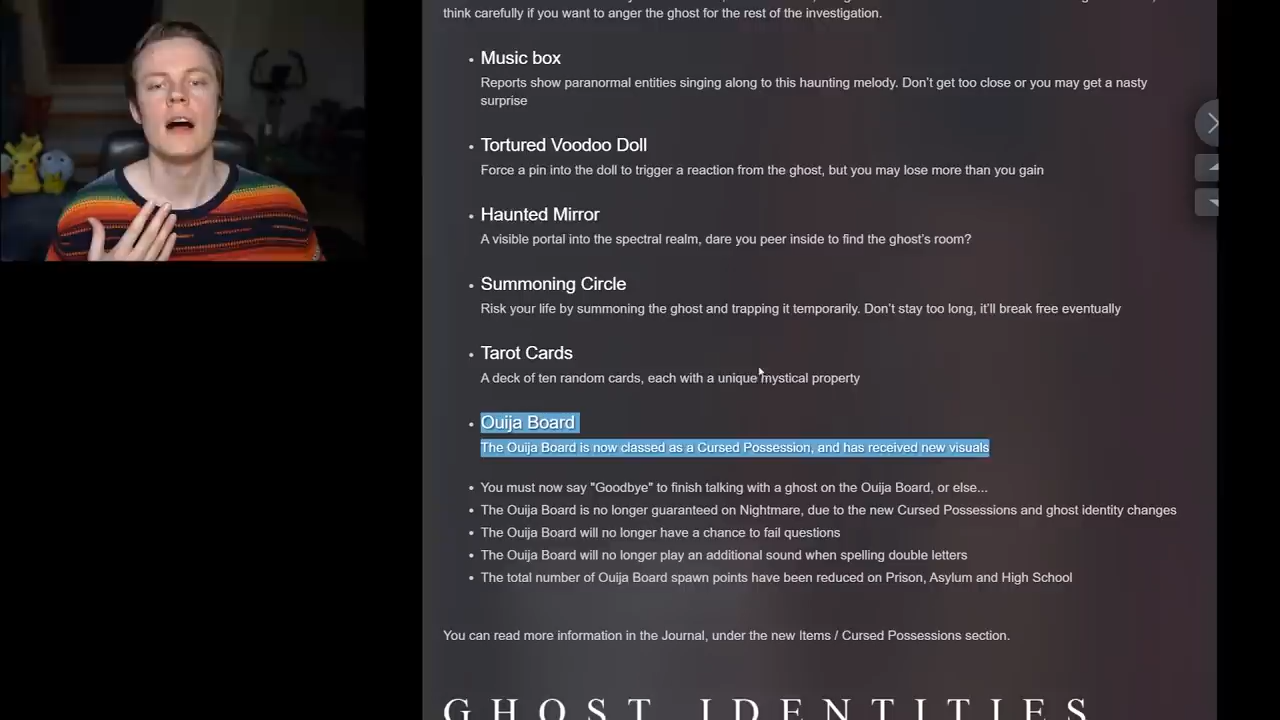 think carefully if you want to anger the ghost for the rest of the investigation.
Music box
Reports show paranormal entities singing along to this haunting melody. Don't get too close or you may get a nasty
surprise
Tortured Voodoo Doll
Force a pin into the doll to trigger a reaction from the ghost, but you may lose more than you gain
Haunted Mirror
A visible portal into the spectral realm, dare you peer inside to find the ghost's room?
Summoning Circle
Risk your life by summoning the ghost and trapping it temporarily. Don't stay too long, it'll break free eventually
Tarot Cards
A deck of ten random cards, each with a unique mystical property
Ouija Board
The Ouija Board is now classed as a Cursed Possession, and has received new visuals
You must now say "Goodbye" to finish talking with a ghost on the Ouija Board, or else...
The Ouija Board is no longer guaranteed on Nightmare, due to the new Cursed Possessions and ghost identity changes
The Ouija Board will no longer have a chance to fail questions
The Ouija Board will no longer play an additional sound when spelling double letters
The total number of Ouija Board spawn points have been reduced on Prison, Asylum and High School
You can read more information in the Journal, under the new Items / Cursed Possessions section.
GHOST IDENTITIES